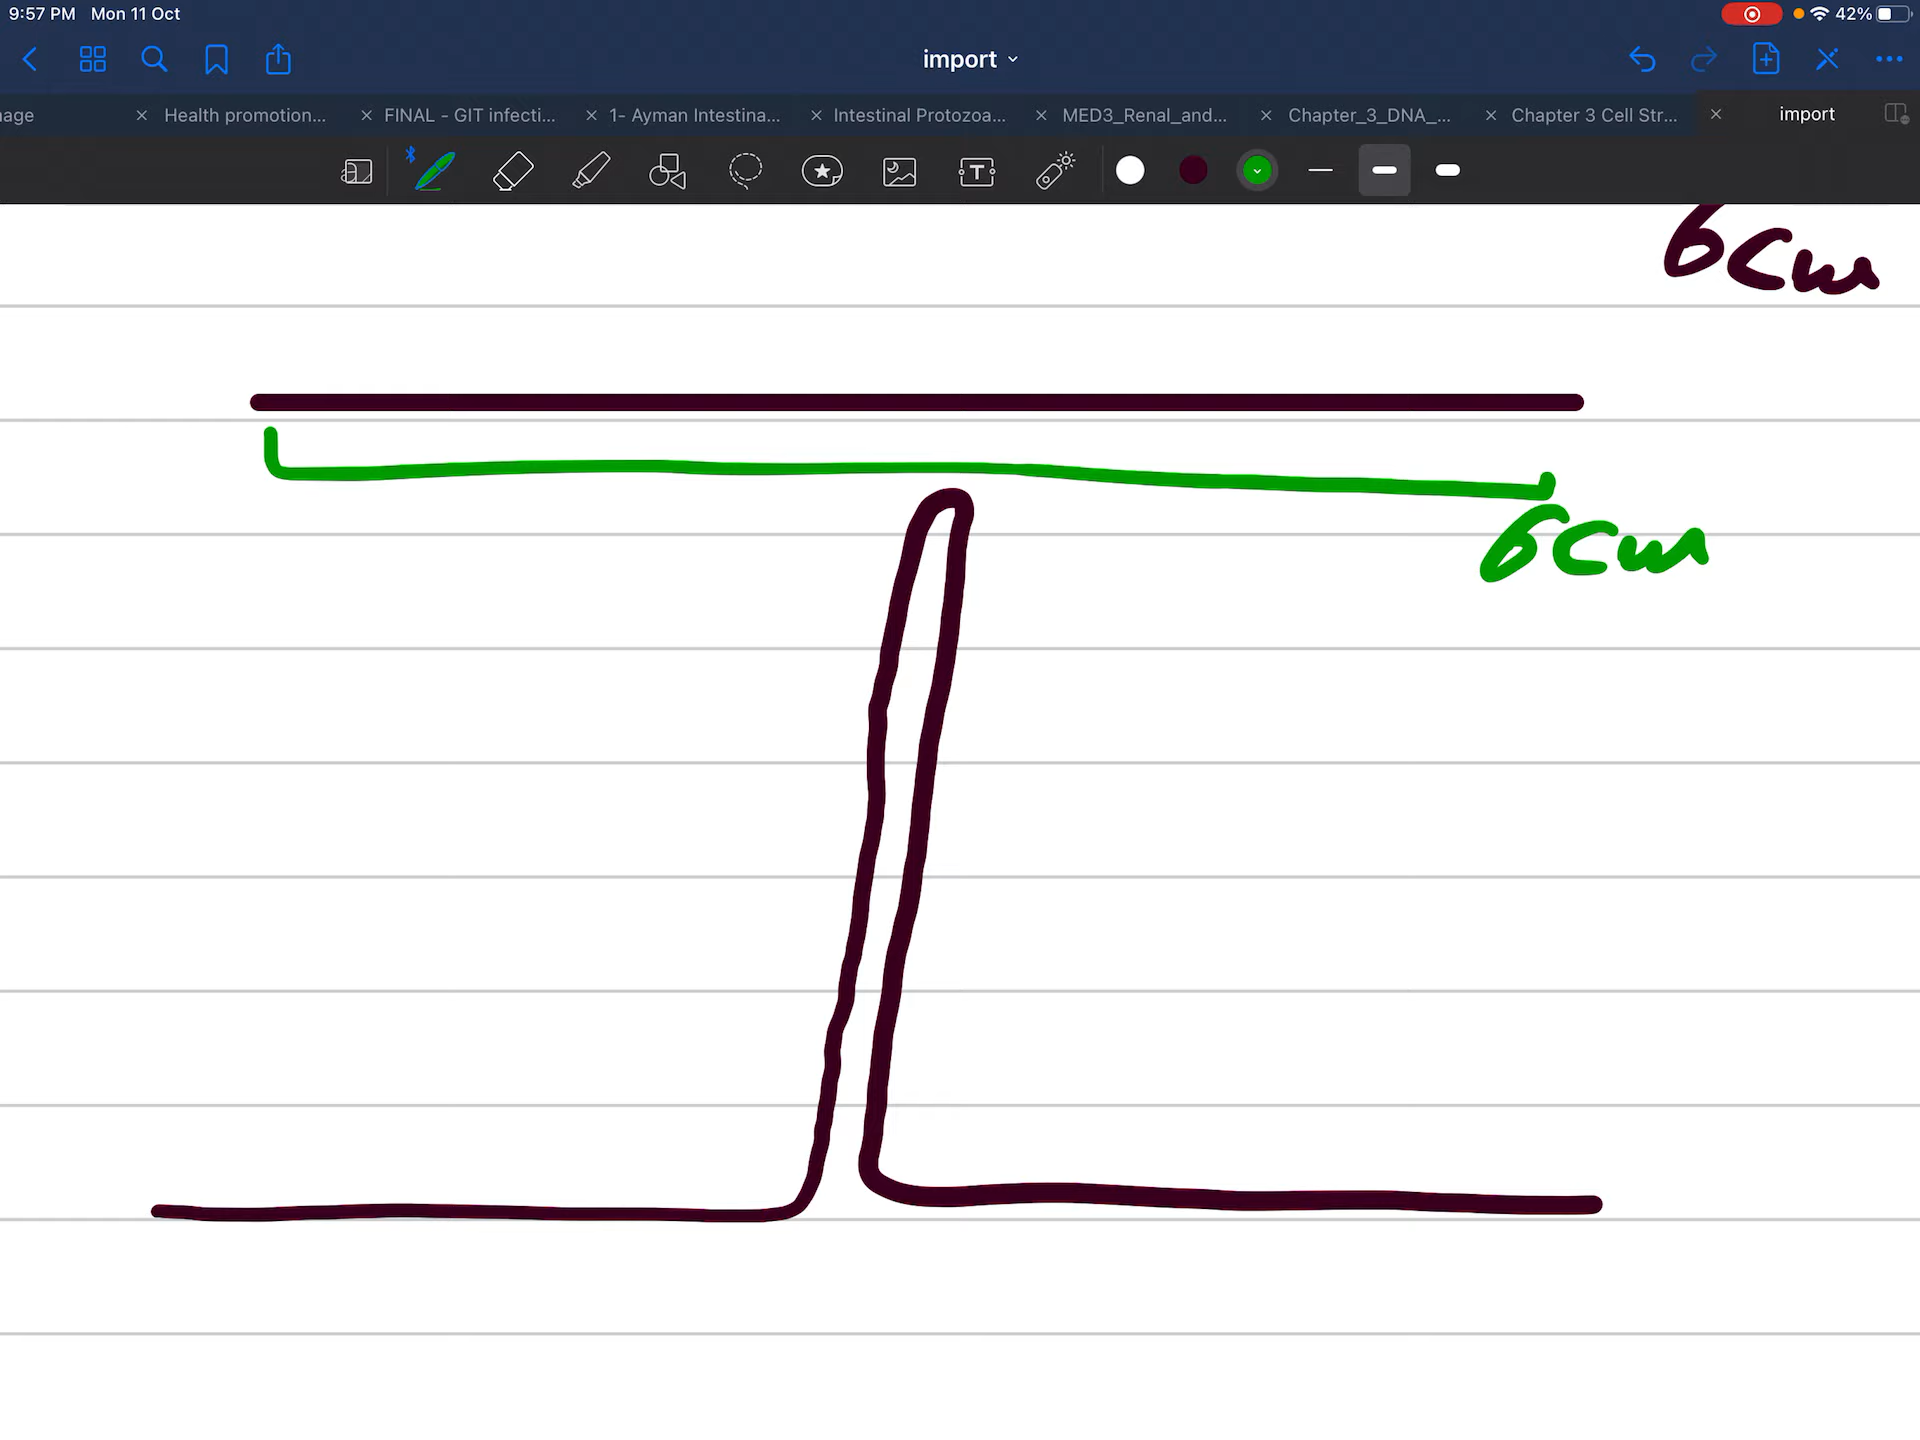 9:57 PM Mon 11 Oct 42%
import
age Health promotion... FINAL - GIT infecti... 1- Ayman Intestina... Intestinal Protozoa... MED3_Renal_and... Chapter_3_DNA_... Chapter 3 Cell Str... import
6cm
6cm